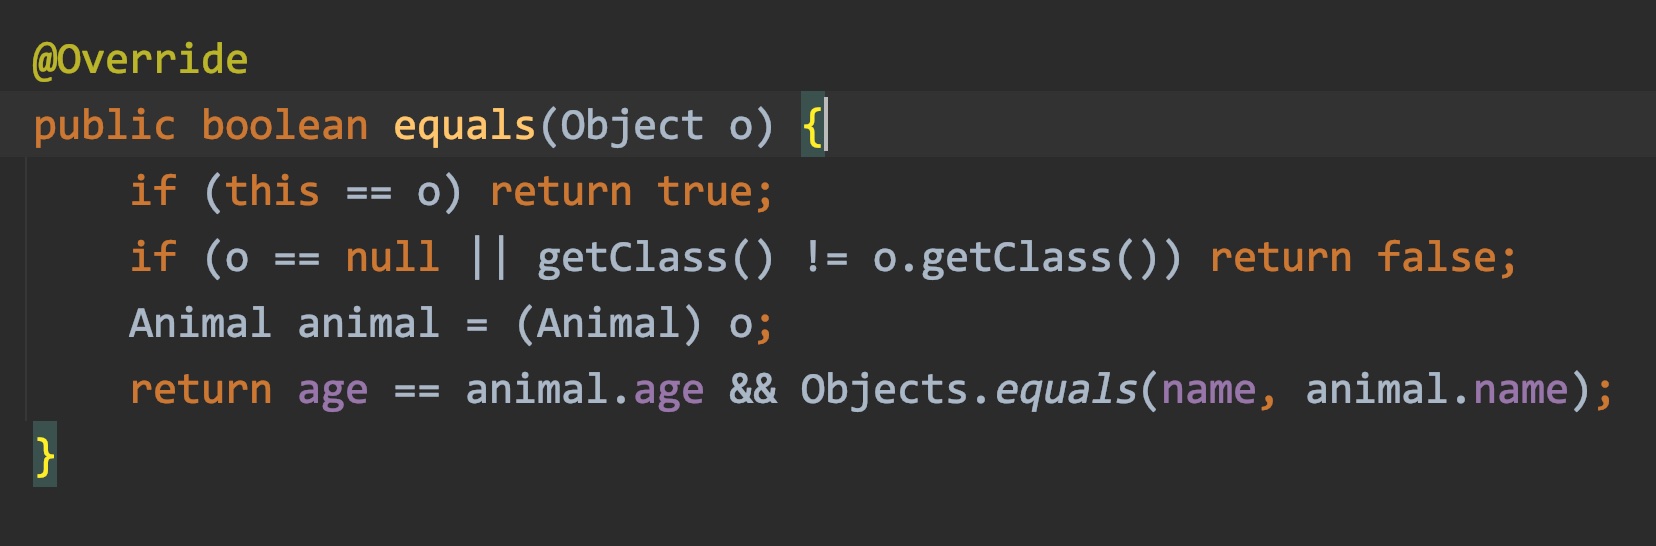 @Override
public boolean equals(Object o) {
    if (this == o) return true;
    if (o == null || getClass() != o.getClass()) return false;
    Animal animal = (Animal) o;
    return age == animal.age && Objects.equals(name, animal.name);
}